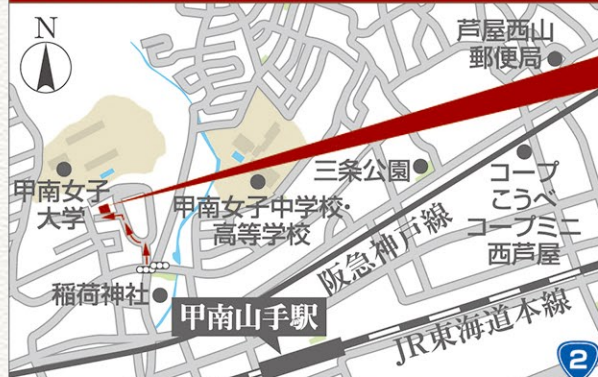 N
芦屋西山
郵便局
三条公園
コープ
こうべ
コープミニ
西芦屋
甲南女子
大学
甲南女子中学校・
高等学校
阪急神戸線
稲荷神社
甲南山手駅
JR東海道本線
2